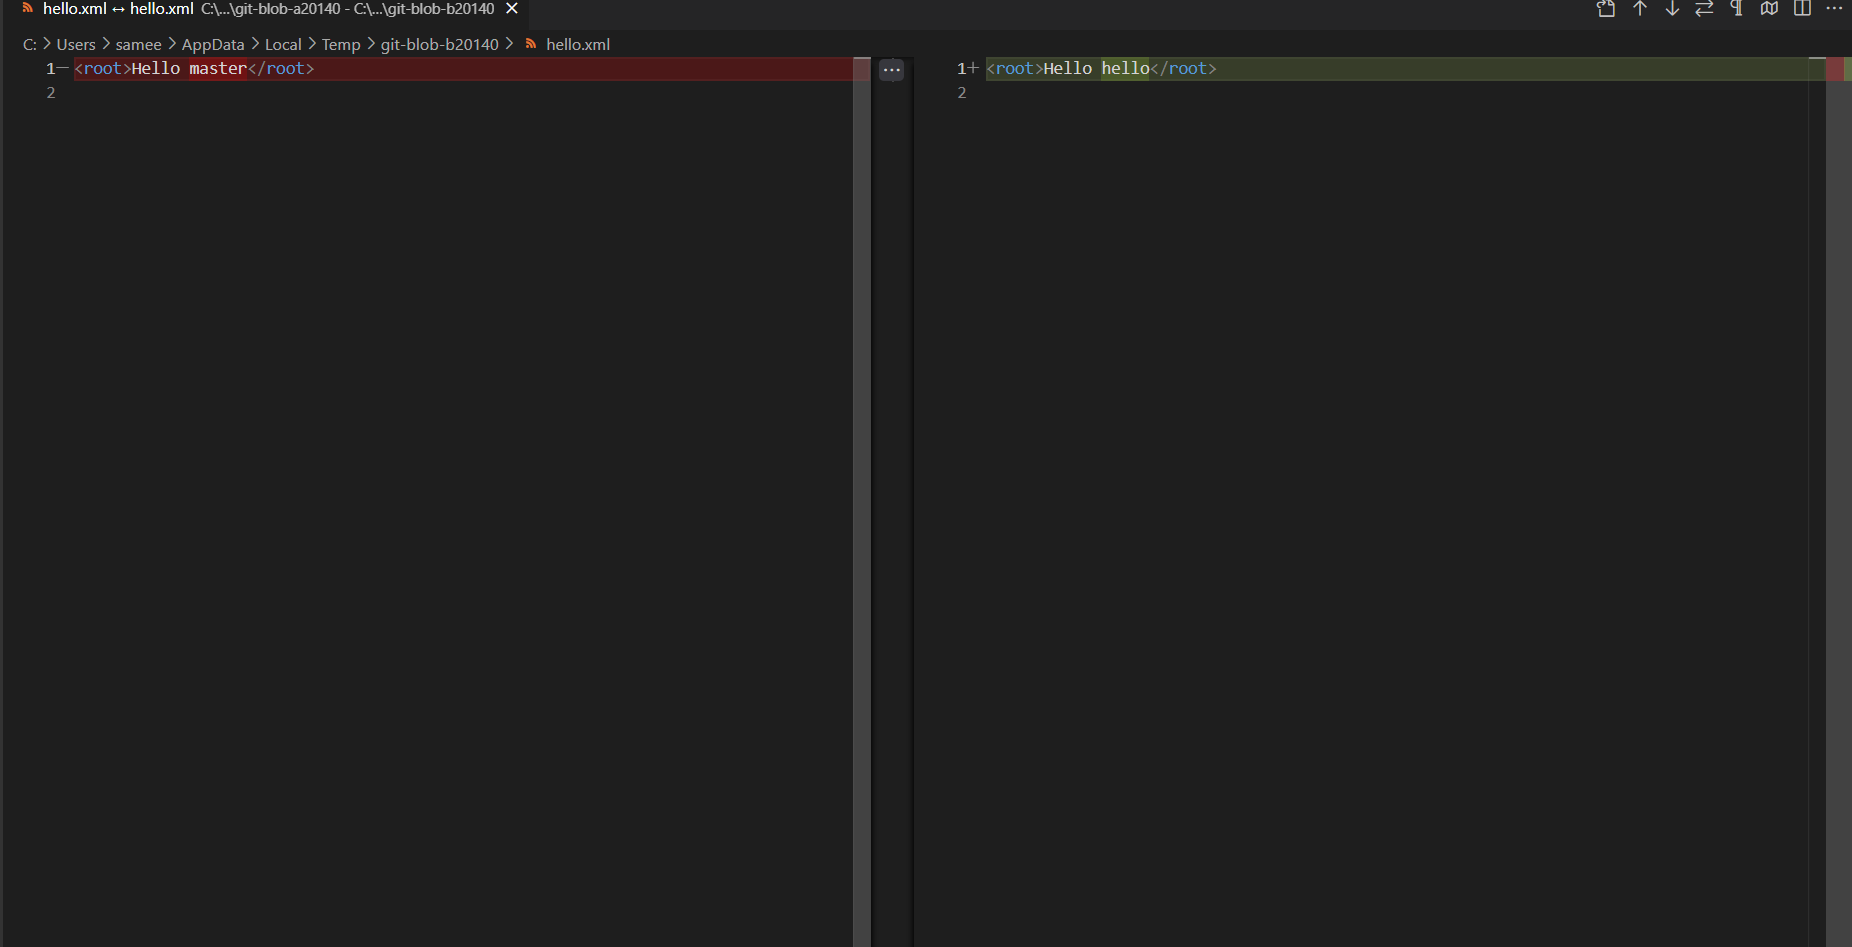 hello.xml ↔ hello.xml C:\...\git-blob-a20140 - C:\...\git-blob-b20140
C: > Users > samee > AppData > Local > Temp > git-blob-b20140 > hello.xml
1— <root>Hello master</root>
2
1+ <root>Hello hello</root>
2